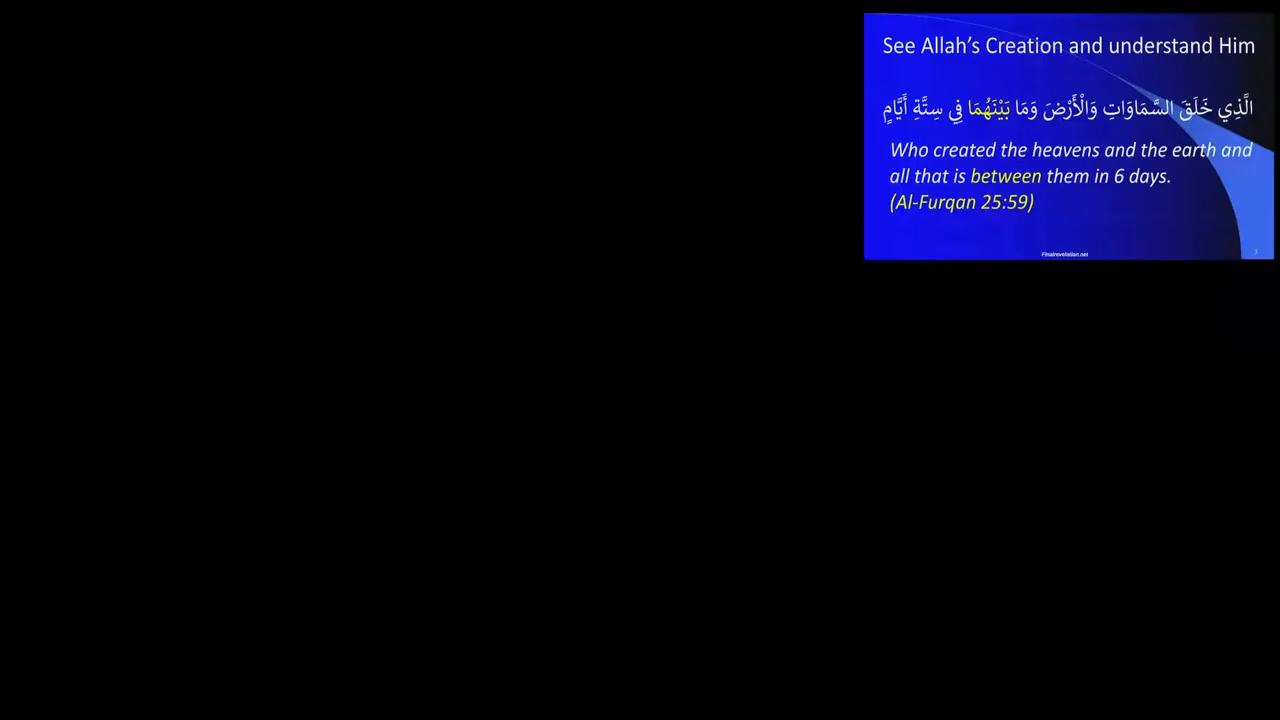 See Allah’s Creation and understand Him
الَّذِي خَلَقَ السَّمَاوَاتِ وَالْأَرْضَ وَمَا بَيْنَهُمَا فِي سِتَّةِ أَيَّامٍ
Who created the heavens and the earth and
all that is between them in 6 days.
(Al-Furqan 25:59)
Finalrevelation.net
3